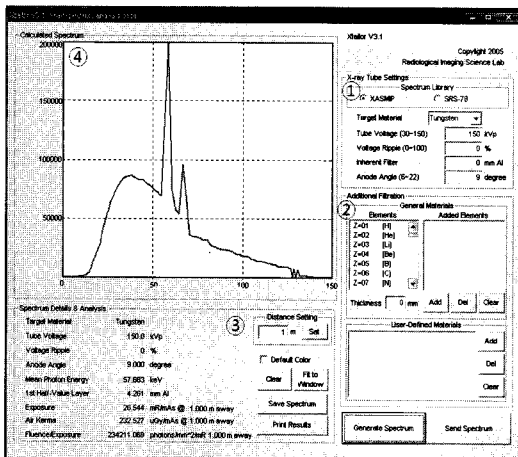 Xtailor V3.1
Copyright 2005
Radiological Imaging Science Lab
Calculated Spectrum
④
200000
150000
100000
50000
0
0
50
100
150
X-ray Tube Settings
①
Spectrum Library
XASMIP
SRS-78
Target Material
Tungsten
Tube Voltage (30~150)
150 kVp
Voltage Ripple (0~100)
0 %
Inherent Filter
0 mm Al
Anode Angle (6~22)
9 degree
Additional Filtration
②
General Materials
Elements
Added Elements
Z=01 [H]
Z=02 [He]
Z=03 [Li]
Z=04 [Be]
Z=05 [B]
Z=06 [C]
Z=07 [N]
Thickness 0 mm
Add
Del
Clear
User-Defined Materials
Add
Del
Clear
Generate Spectrum
Send Spectrum
Spectrum Details & Analysis
Target Material Tungsten
Tube Voltage 150.0 kVp
Voltage Ripple 0 %
Anode Angle 9.000 degree
Mean Photon Energy 57.683 keV
1st Half-Value Layer 4.261 mm Al
Exposure 26.544 mR/mAs @ 1.000 m away
Air Kerma 232.527 uGy/mAs @ 1.000 m away
Fluence/Exposure 234211.069 photons/mm^2/mR 1.000 m away
③
Distance Setting
1 m
Set
Default Color
Clear
Fit to Window
Save Spectrum
Print Results